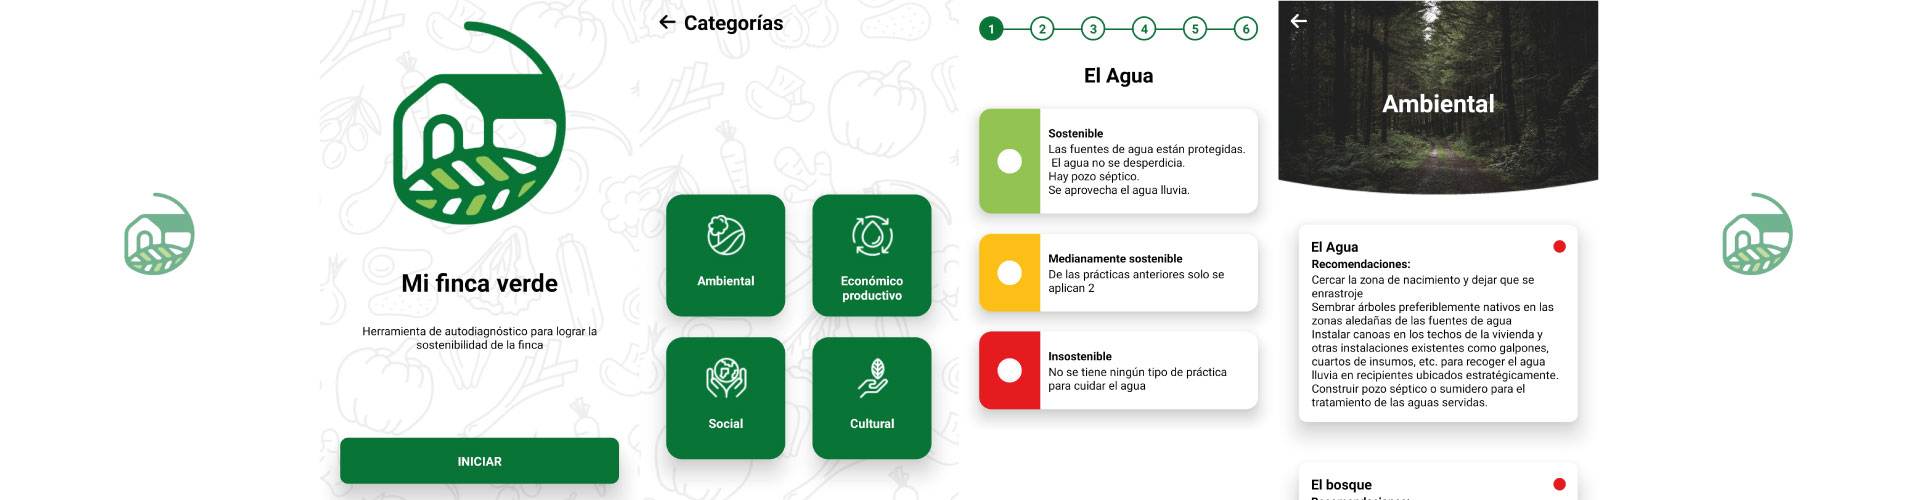 Mi finca verde
Herramienta de autodiagnóstico para lograr la
sostenibilidad de la finca
INICIAR
Categorías
Ambiental
Económico
productivo
Social
Cultural
1 2 3 4 5 6
El Agua
Sostenible
Las fuentes de agua están protegidas.
El agua no se desperdicia.
Hay pozo séptico.
Se aprovecha el agua lluvia.
Medianamente sostenible
De las prácticas anteriores solo se
aplican 2
Insostenible
No se tiene ningún tipo de práctica
para cuidar el agua
Ambiental
El Agua
Recomendaciones:
Cercar la zona de nacimiento y dejar que se
enrastroje
Sembrar árboles preferiblemente nativos en las
zonas aledañas de las fuentes de agua
Instalar canoas en los techos de la vivienda y
otras instalaciones existentes como galpones,
cuartos de insumos, etc. para recoger el agua
lluvia en recipientes ubicados estratégicamente.
Construir pozo séptico o sumidero para el
tratamiento de las aguas servidas.
El bosque